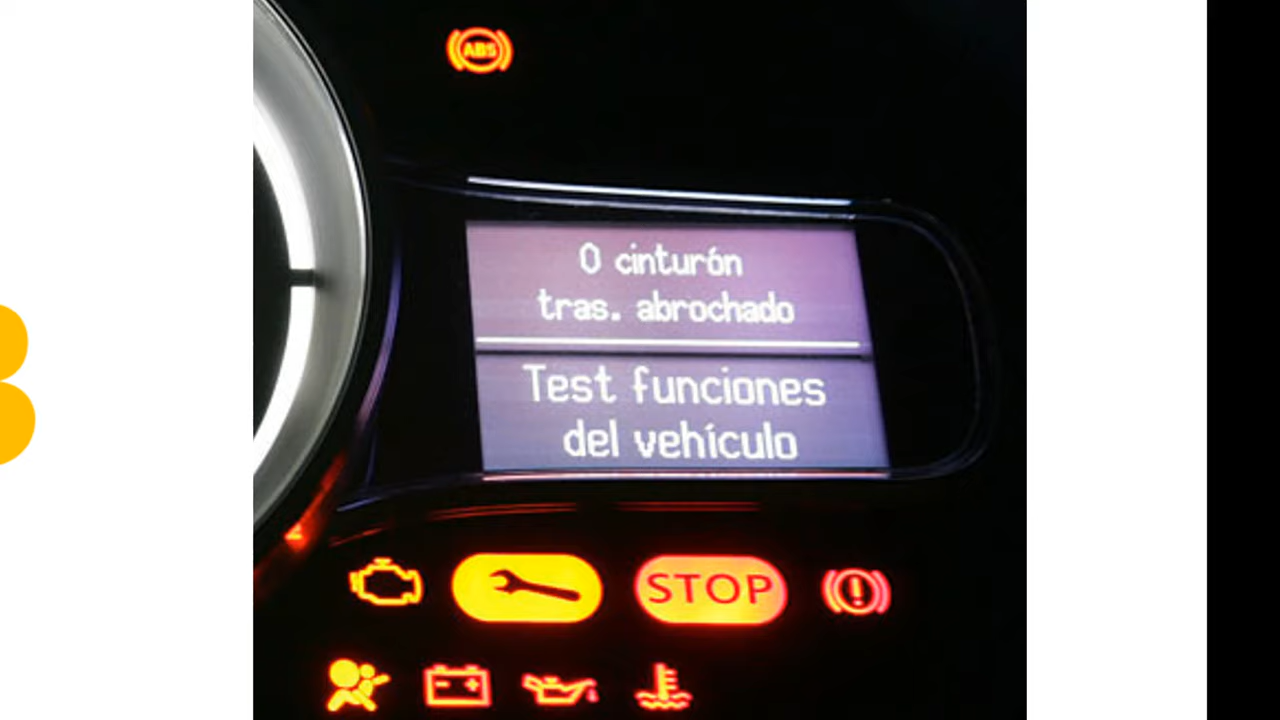 ABS
0 cinturón
tras. abrochado
Test funciones
del vehículo
STOP